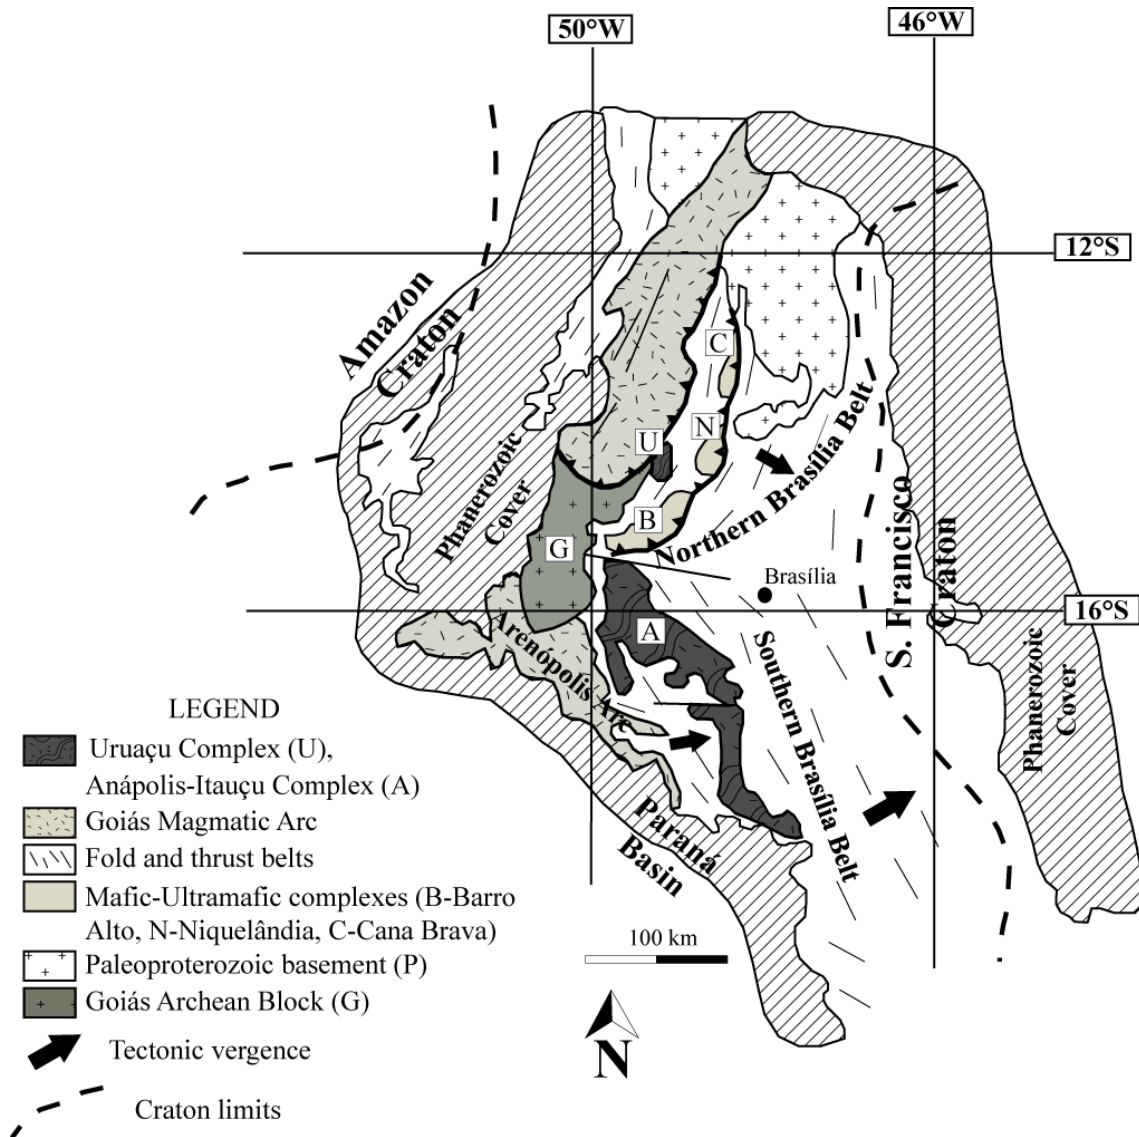 50°W
46°W
12°S
Amazon
Craton
C
N
U
Phanerozoic
Cover
B
G
Northern Brasília Belt
Brasília
S. Francisco
Craton
16°S
A
Arenópolis Arc
Southern Brasília Belt
Phanerozoic
Cover
Paraná
Basin
LEGEND
Uruaçu Complex (U),
Anápolis-Itauçu Complex (A)
Goiás Magmatic Arc
Fold and thrust belts
Mafic-Ultramafic complexes (B-Barro
Alto, N-Niquelândia, C-Cana Brava)
Paleoproterozoic basement (P)
Goiás Archean Block (G)
Tectonic vergence
Craton limits
100 km
N